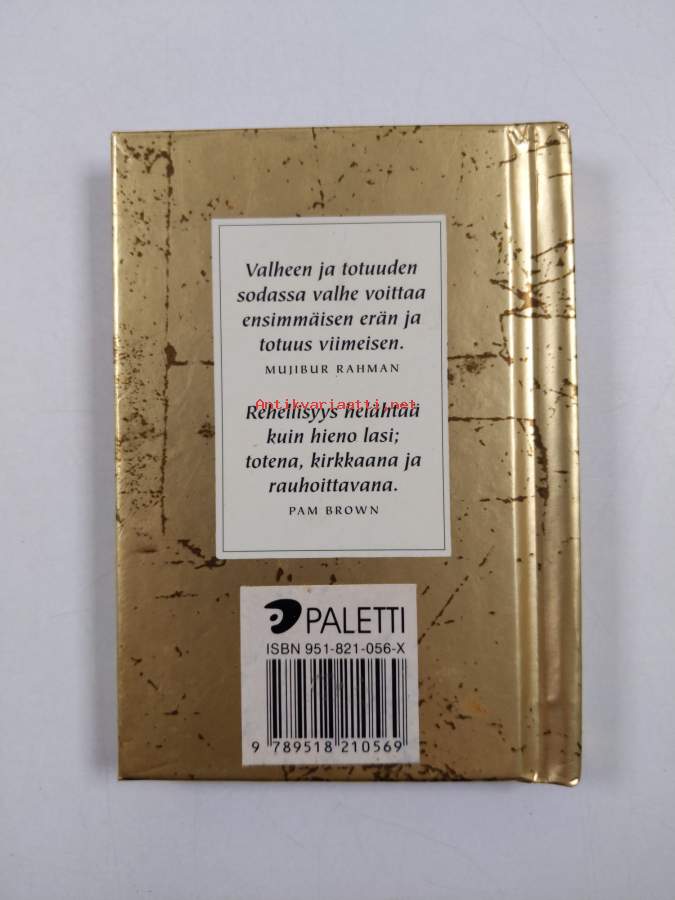 Valheen ja totuuden
sodassa valhe voittaa
ensimmäisen erän ja
totuus viimeisen.
MUJIBUR RAHMAN
Antikvariaatti.net
Rehellisyys helähtää
kuin hieno lasi;
totena, kirkkaana ja
rauhoittavana.
PAM BROWN
PALETTI
ISBN 951-821-056-X
9 789518 210569